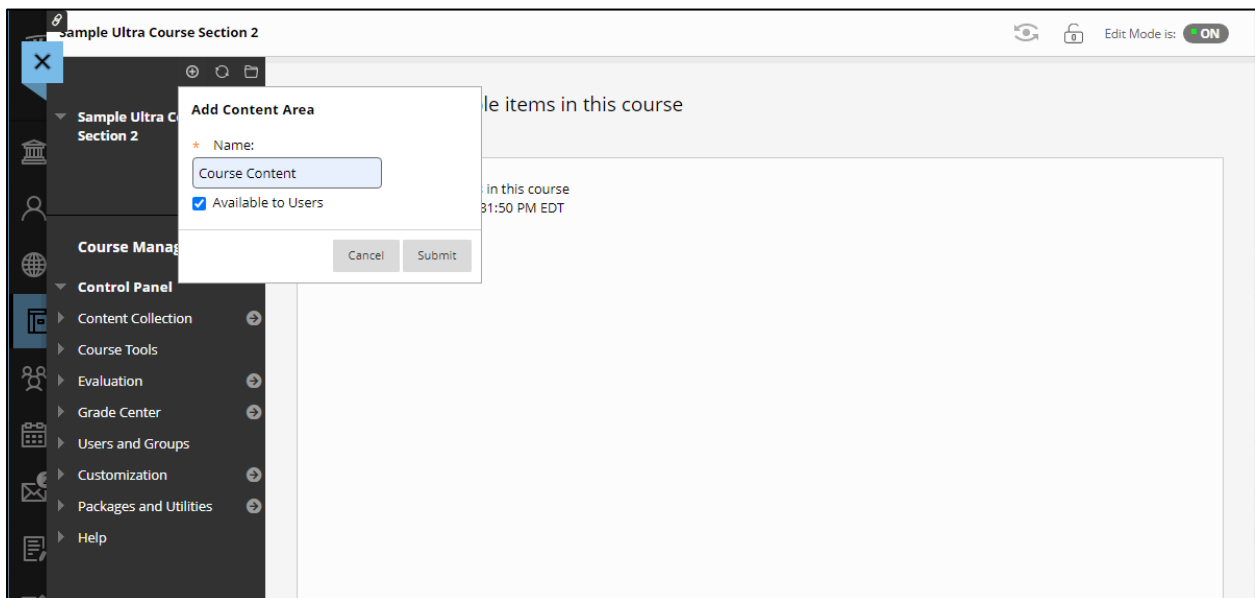 Sample Ultra Course Section 2
Edit Mode is: ON
Sample Ultra
Section 2
Add Content Area
* Name:
Course Content
Available to Users
Cancel Submit
items in this course
in this course
31:50 PM EDT
Course
Control Panel
Content Collection
Course Tools
Evaluation
Grade Center
Users and Groups
Customization
Packages and Utilities
Help